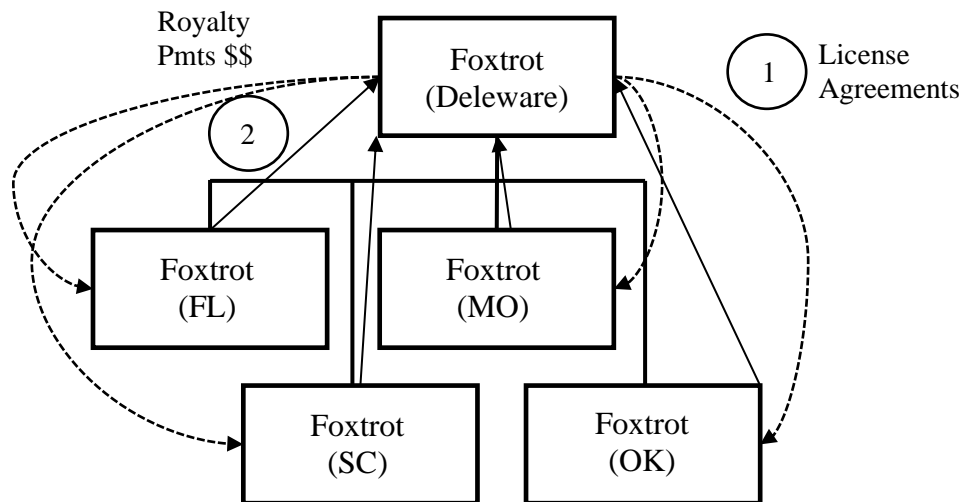 Royalty
Pmts $$
Foxtrot
(Deleware)
1
License
Agreements
2
Foxtrot
(FL)
Foxtrot
(MO)
Foxtrot
(SC)
Foxtrot
(OK)